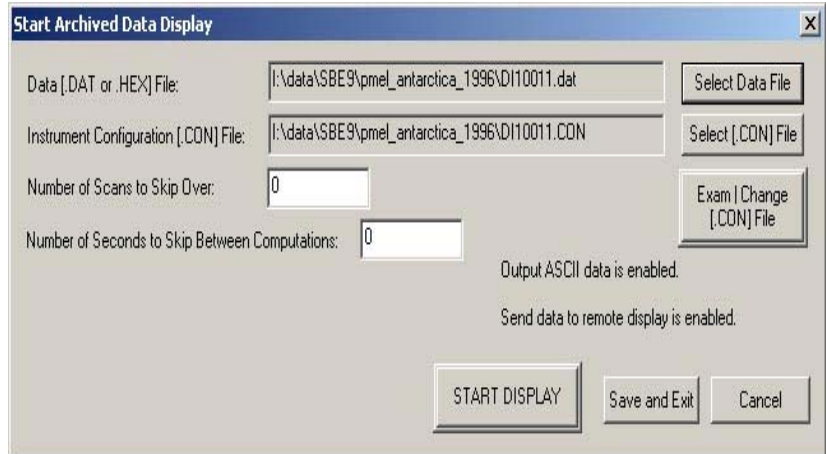 Start Archived Data Display
X
Data [.DAT or .HEX] File:
I:\data\SBE9\pmel_antarctica_1996\DI10011.dat
Select Data File
Instrument Configuration [.CON] File:
I:\data\SBE9\pmel_antarctica_1996\DI10011.CON
Select [.CON] File
Number of Scans to Skip Over:
0
Exam | Change
[.CON] File
Number of Seconds to Skip Between Computations:
0
Output ASCII data is enabled.
Send data to remote display is enabled.
START DISPLAY
Save and Exit
Cancel